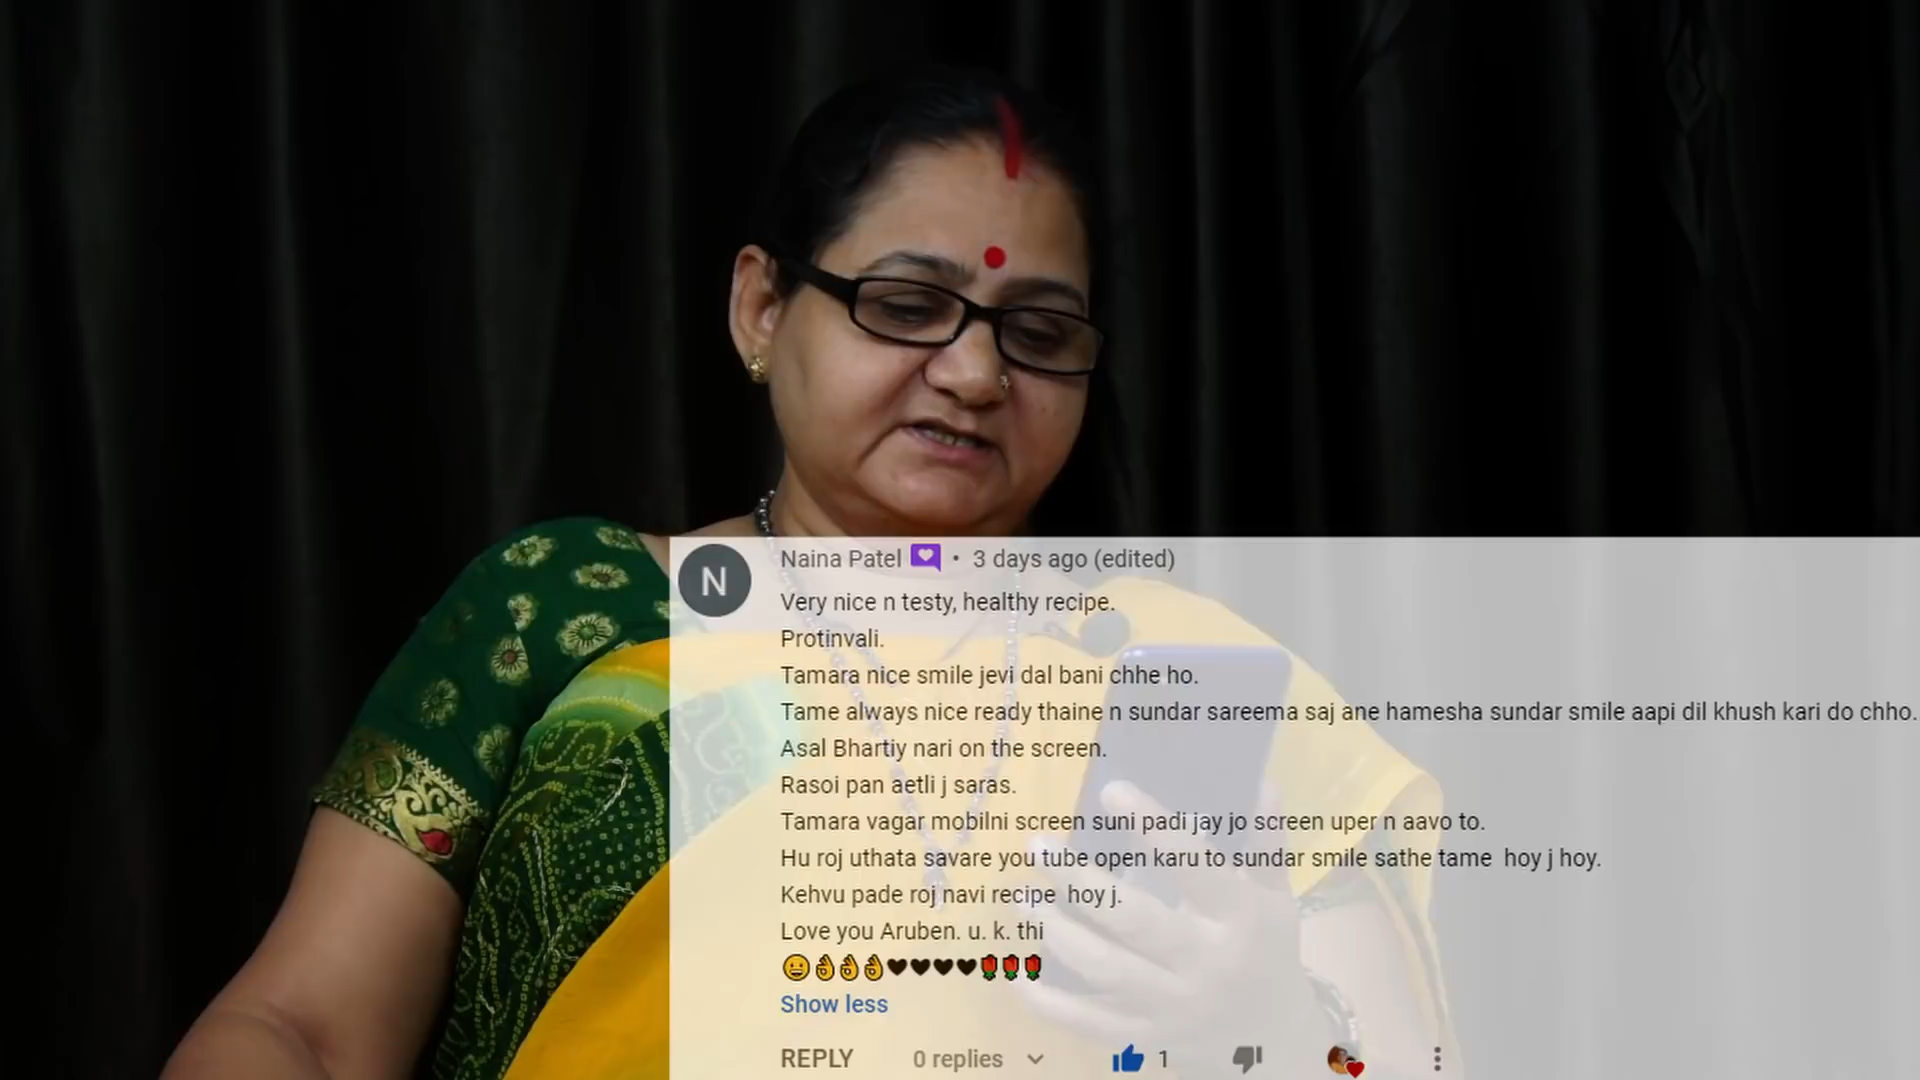 N
Naina Patel • 3 days ago (edited)
Very nice n testy, healthy recipe.
Protinvali.
Tamara nice smile jevi dal bani chhe ho.
Tame always nice ready thaine n sundar sareema saj ane hamesha sundar smile aapi dil khush kari do chho.
Asal Bhartiy nari on the screen.
Rasoi pan aetli j saras.
Tamara vagar mobilni screen suni padi jay jo screen uper n aavo to.
Hu roj uthata savare you tube open karu to sundar smile sathe tame hoy j hoy.
Kehvu pade roj navi recipe hoy j.
Love you Aruben. u. k. thi
😀👌👌👌🖤🖤🖤🖤🌹🌹🌹
Show less
REPLY 0 replies 1